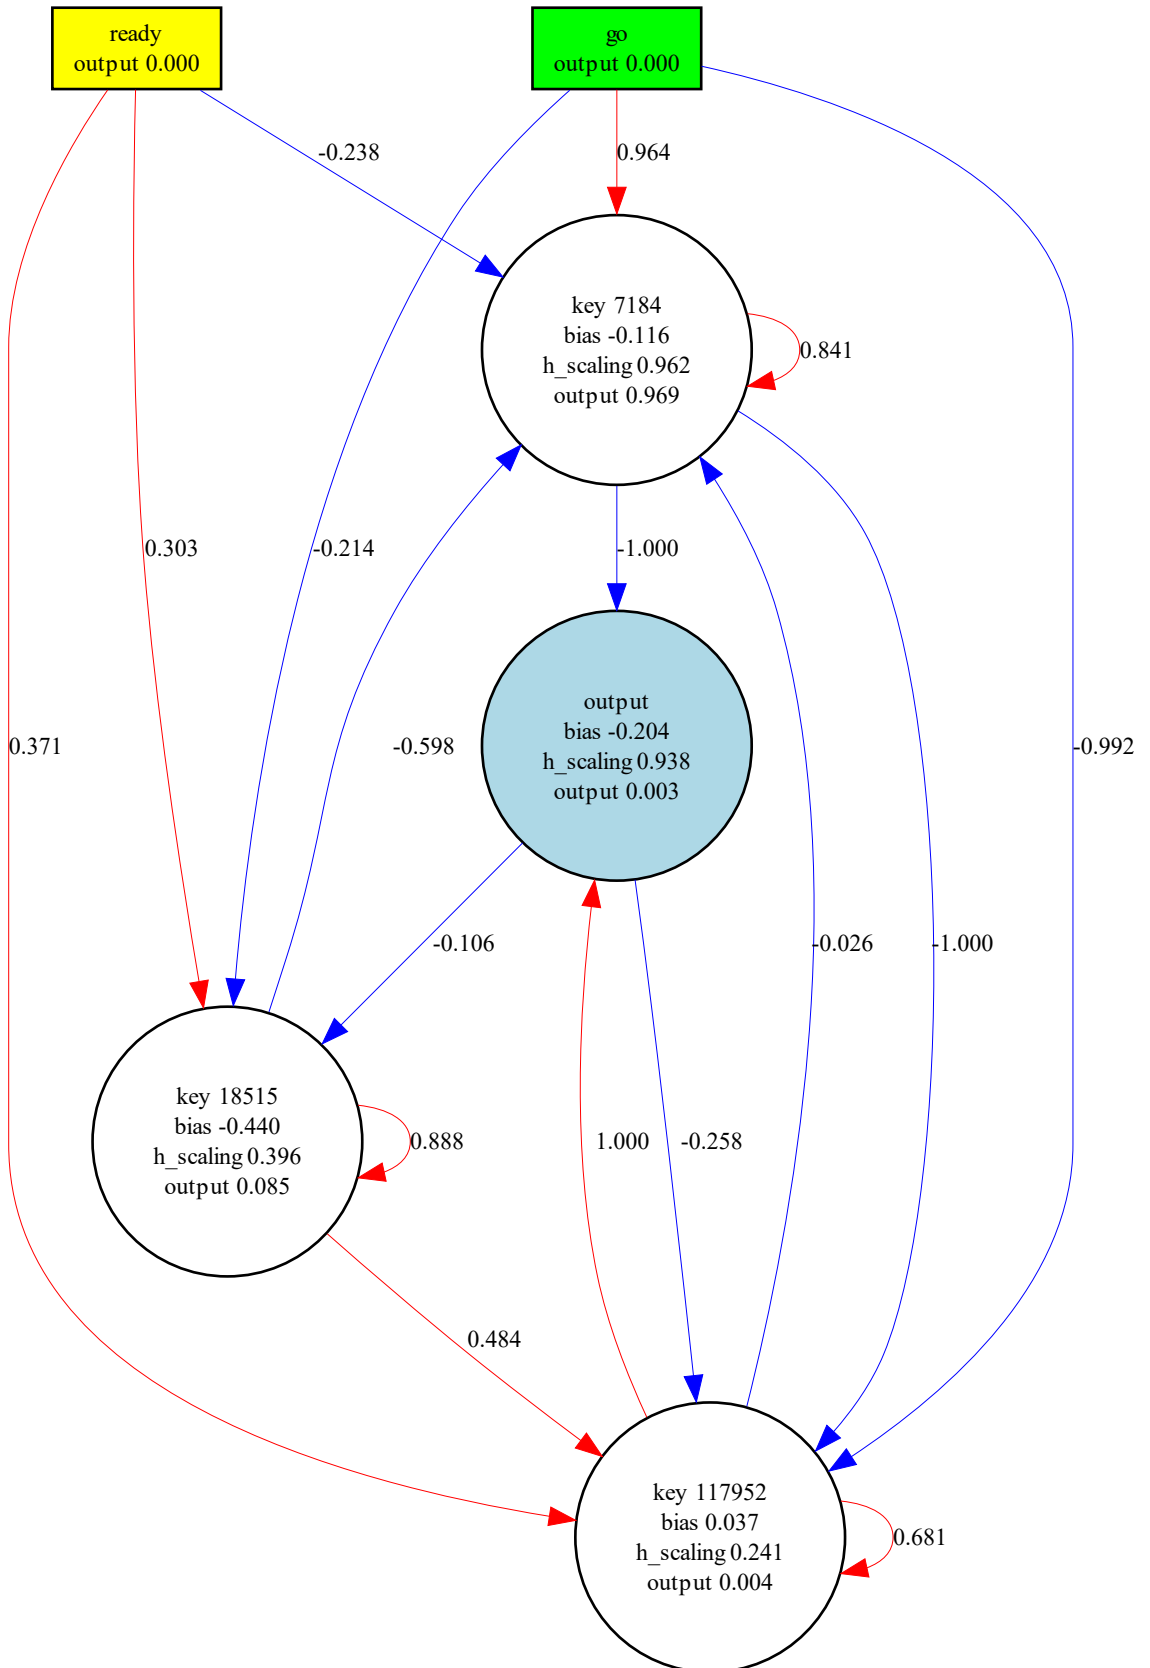 ready
output 0.000
go
output 0.000
-0.238
0.964
key 7184
bias -0.116
h_scaling 0.962
output 0.969
0.841
0.303
-0.214
-1.000
output
bias -0.204
h_scaling 0.938
output 0.003
0.371
-0.598
-0.992
-0.106
-0.026
-1.000
key 18515
bias -0.440
h_scaling 0.396
output 0.085
0.888
1.000
-0.258
0.484
key 117952
bias 0.037
h_scaling 0.241
output 0.004
0.681